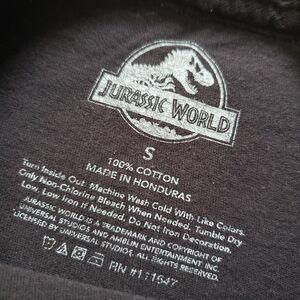 JURASSIC WORLD
S
100% COTTON
MADE IN HONDURAS
Turn Inside Out. Machine Wash Cold With Like Colors.
Only Non-Chlorine Bleach When Needed. Tumble Dry
Low. Low Iron If Needed. Do Not Iron Decoration.
JURASSIC WORLD IS A TRADEMARK AND COPYRIGHT OF
UNIVERSAL STUDIOS AND AMBLIN ENTERTAINMENT INC.
LICENSED BY UNIVERSAL STUDIOS. ALL RIGHTS RESERVED.
RN #131647